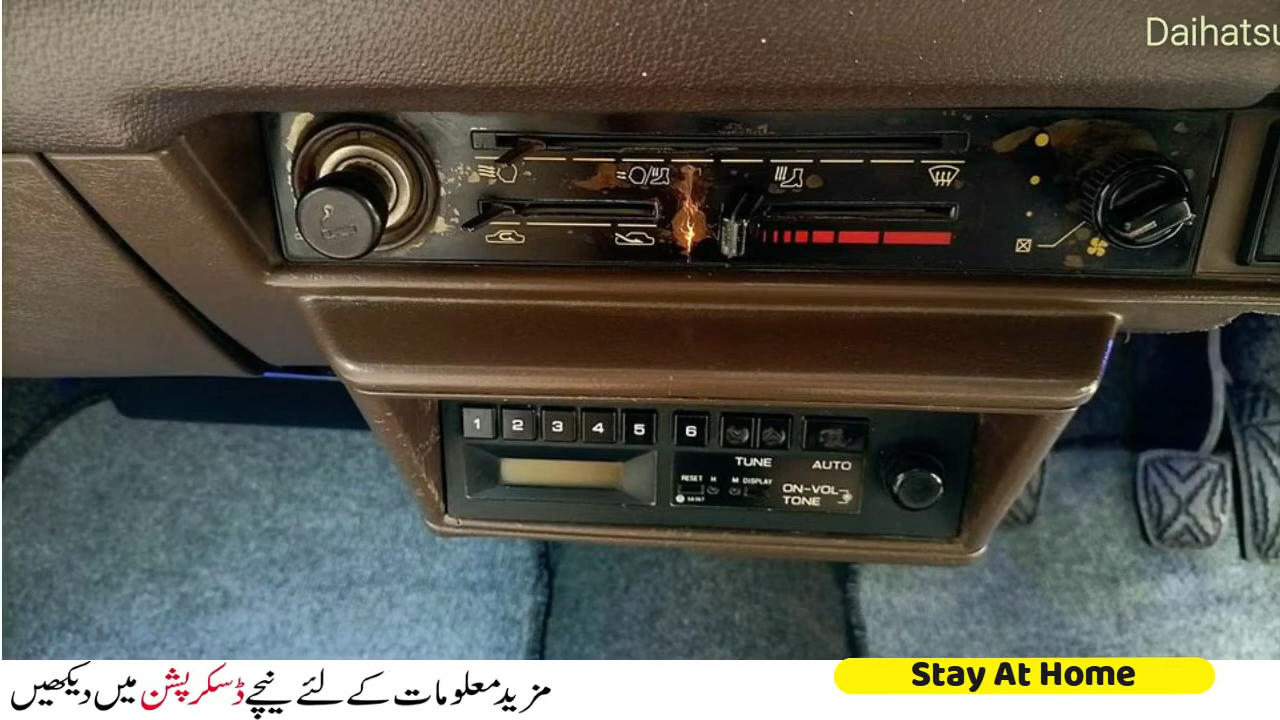 Daihatsu
1 2 3 4 5 6
TUNE AUTO
RESET H M DISPLAY
ON-VOL
TONE
Stay At Home
مزید معلومات کے لئے نیچے ڈسکرپشن میں دیکھیں